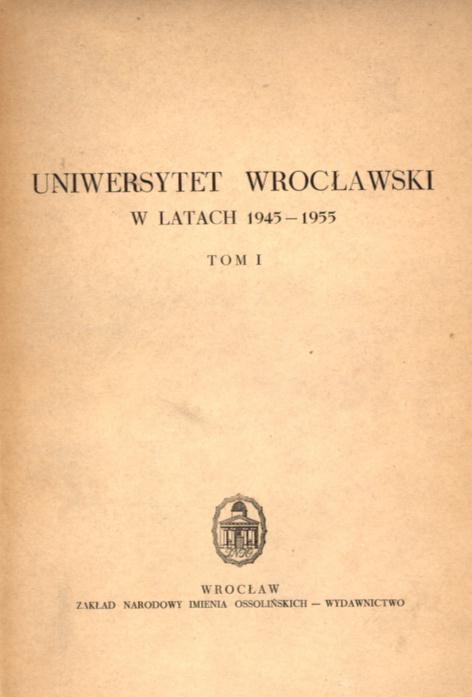 UNIWERSYTET WROCŁAWSKI
W LATACH 1945–1955
TOM I
WROCŁAW
ZAKŁAD NARODOWY IMIENIA OSSOLIŃSKICH — WYDAWNICTWO